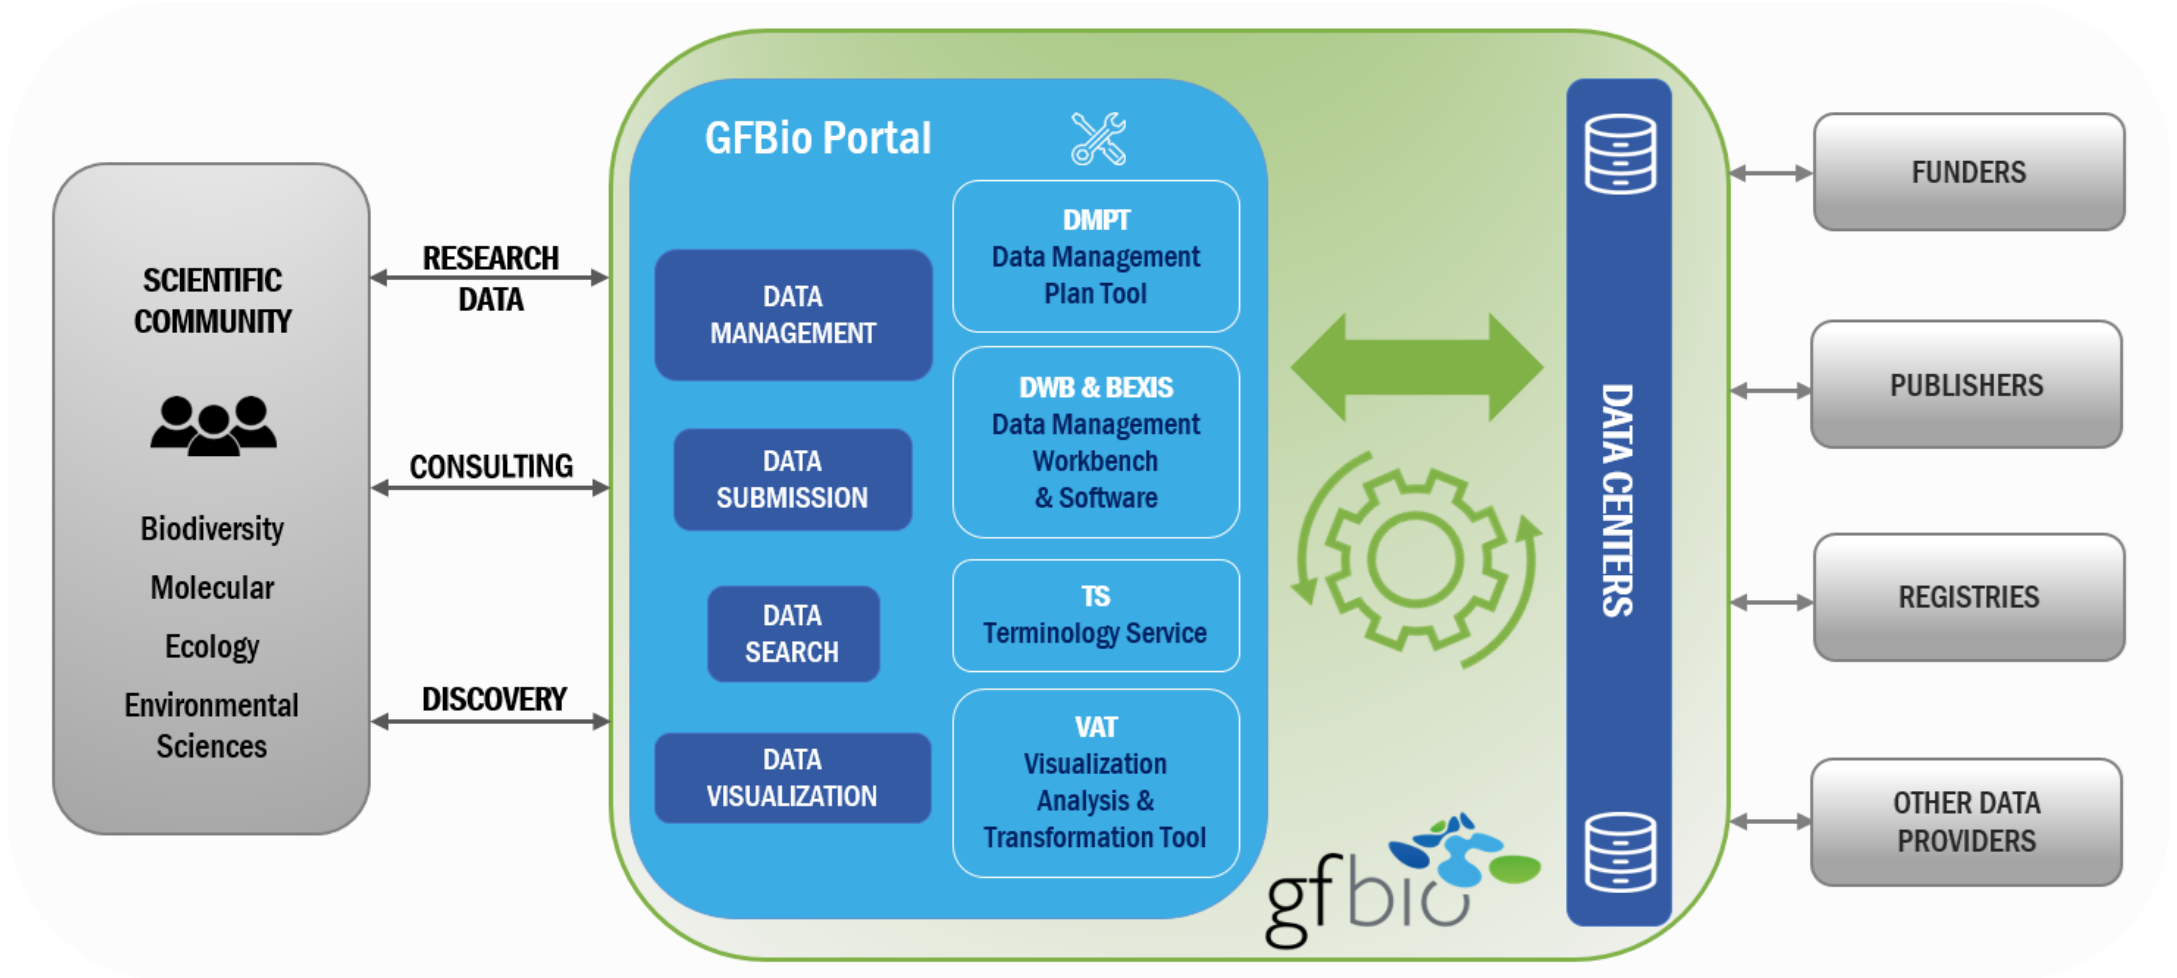 SCIENTIFIC
COMMUNITY
Biodiversity
Molecular
Ecology
Environmental
Sciences
RESEARCH
DATA
CONSULTING
DISCOVERY
GFBio Portal
DATA
MANAGEMENT
DATA
SUBMISSION
DATA
SEARCH
DATA
VISUALIZATION
DMPT
Data Management
Plan Tool
DWB & BEXIS
Data Management
Workbench
& Software
TS
Terminology Service
VAT
Visualization
Analysis &
Transformation Tool
gfbio
DATA CENTERS
FUNDERS
PUBLISHERS
REGISTRIES
OTHER DATA
PROVIDERS